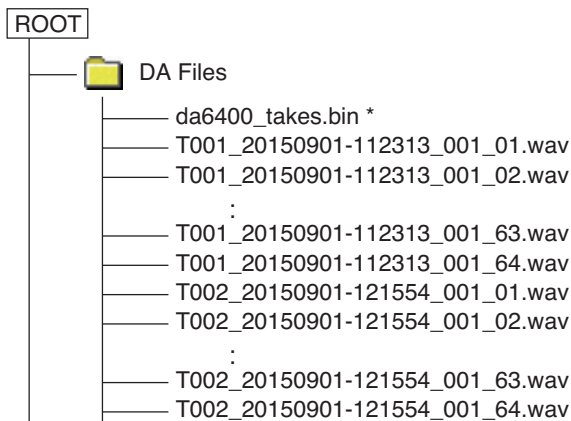 ROOT
DA Files
da6400_takes.bin *
T001_20150901-112313_001_01.wav
T001_20150901-112313_001_02.wav
:
T001_20150901-112313_001_63.wav
T001_20150901-112313_001_64.wav
T002_20150901-121554_001_01.wav
T002_20150901-121554_001_02.wav
:
T002_20150901-121554_001_63.wav
T002_20150901-121554_001_64.wav